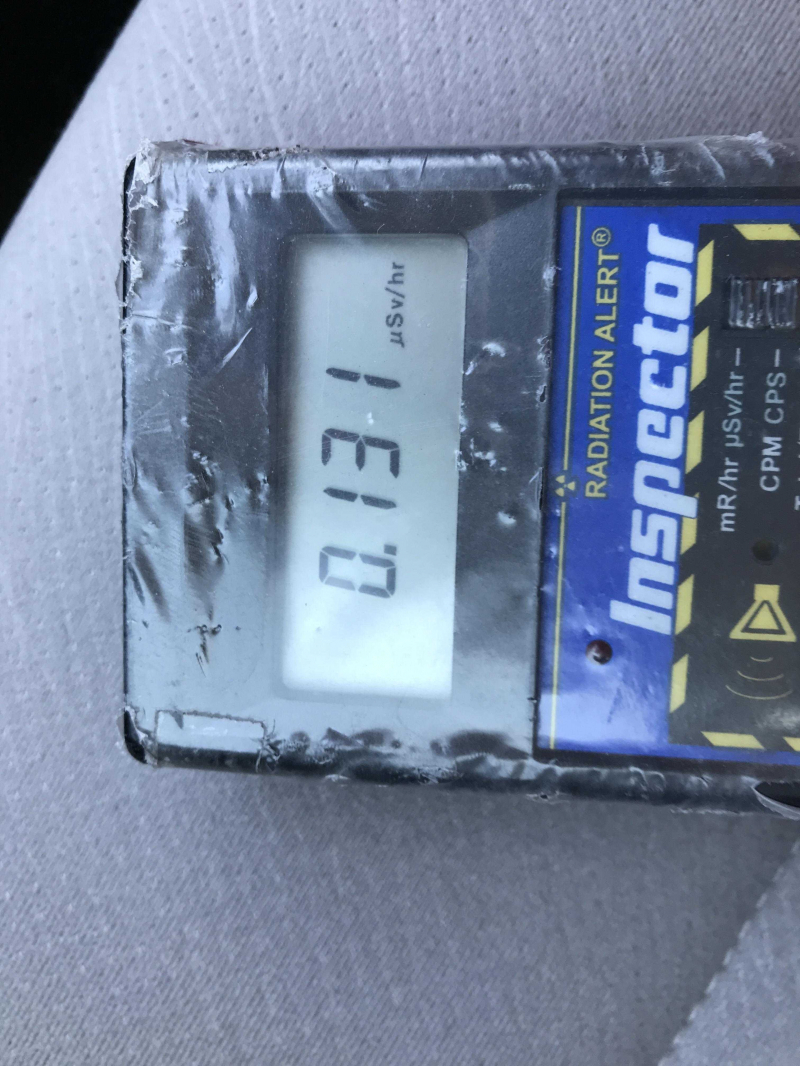 0.131 µSv/hr
RADIATION ALERT®
Inspector
mR/hr µSv/hr
CPM CPS